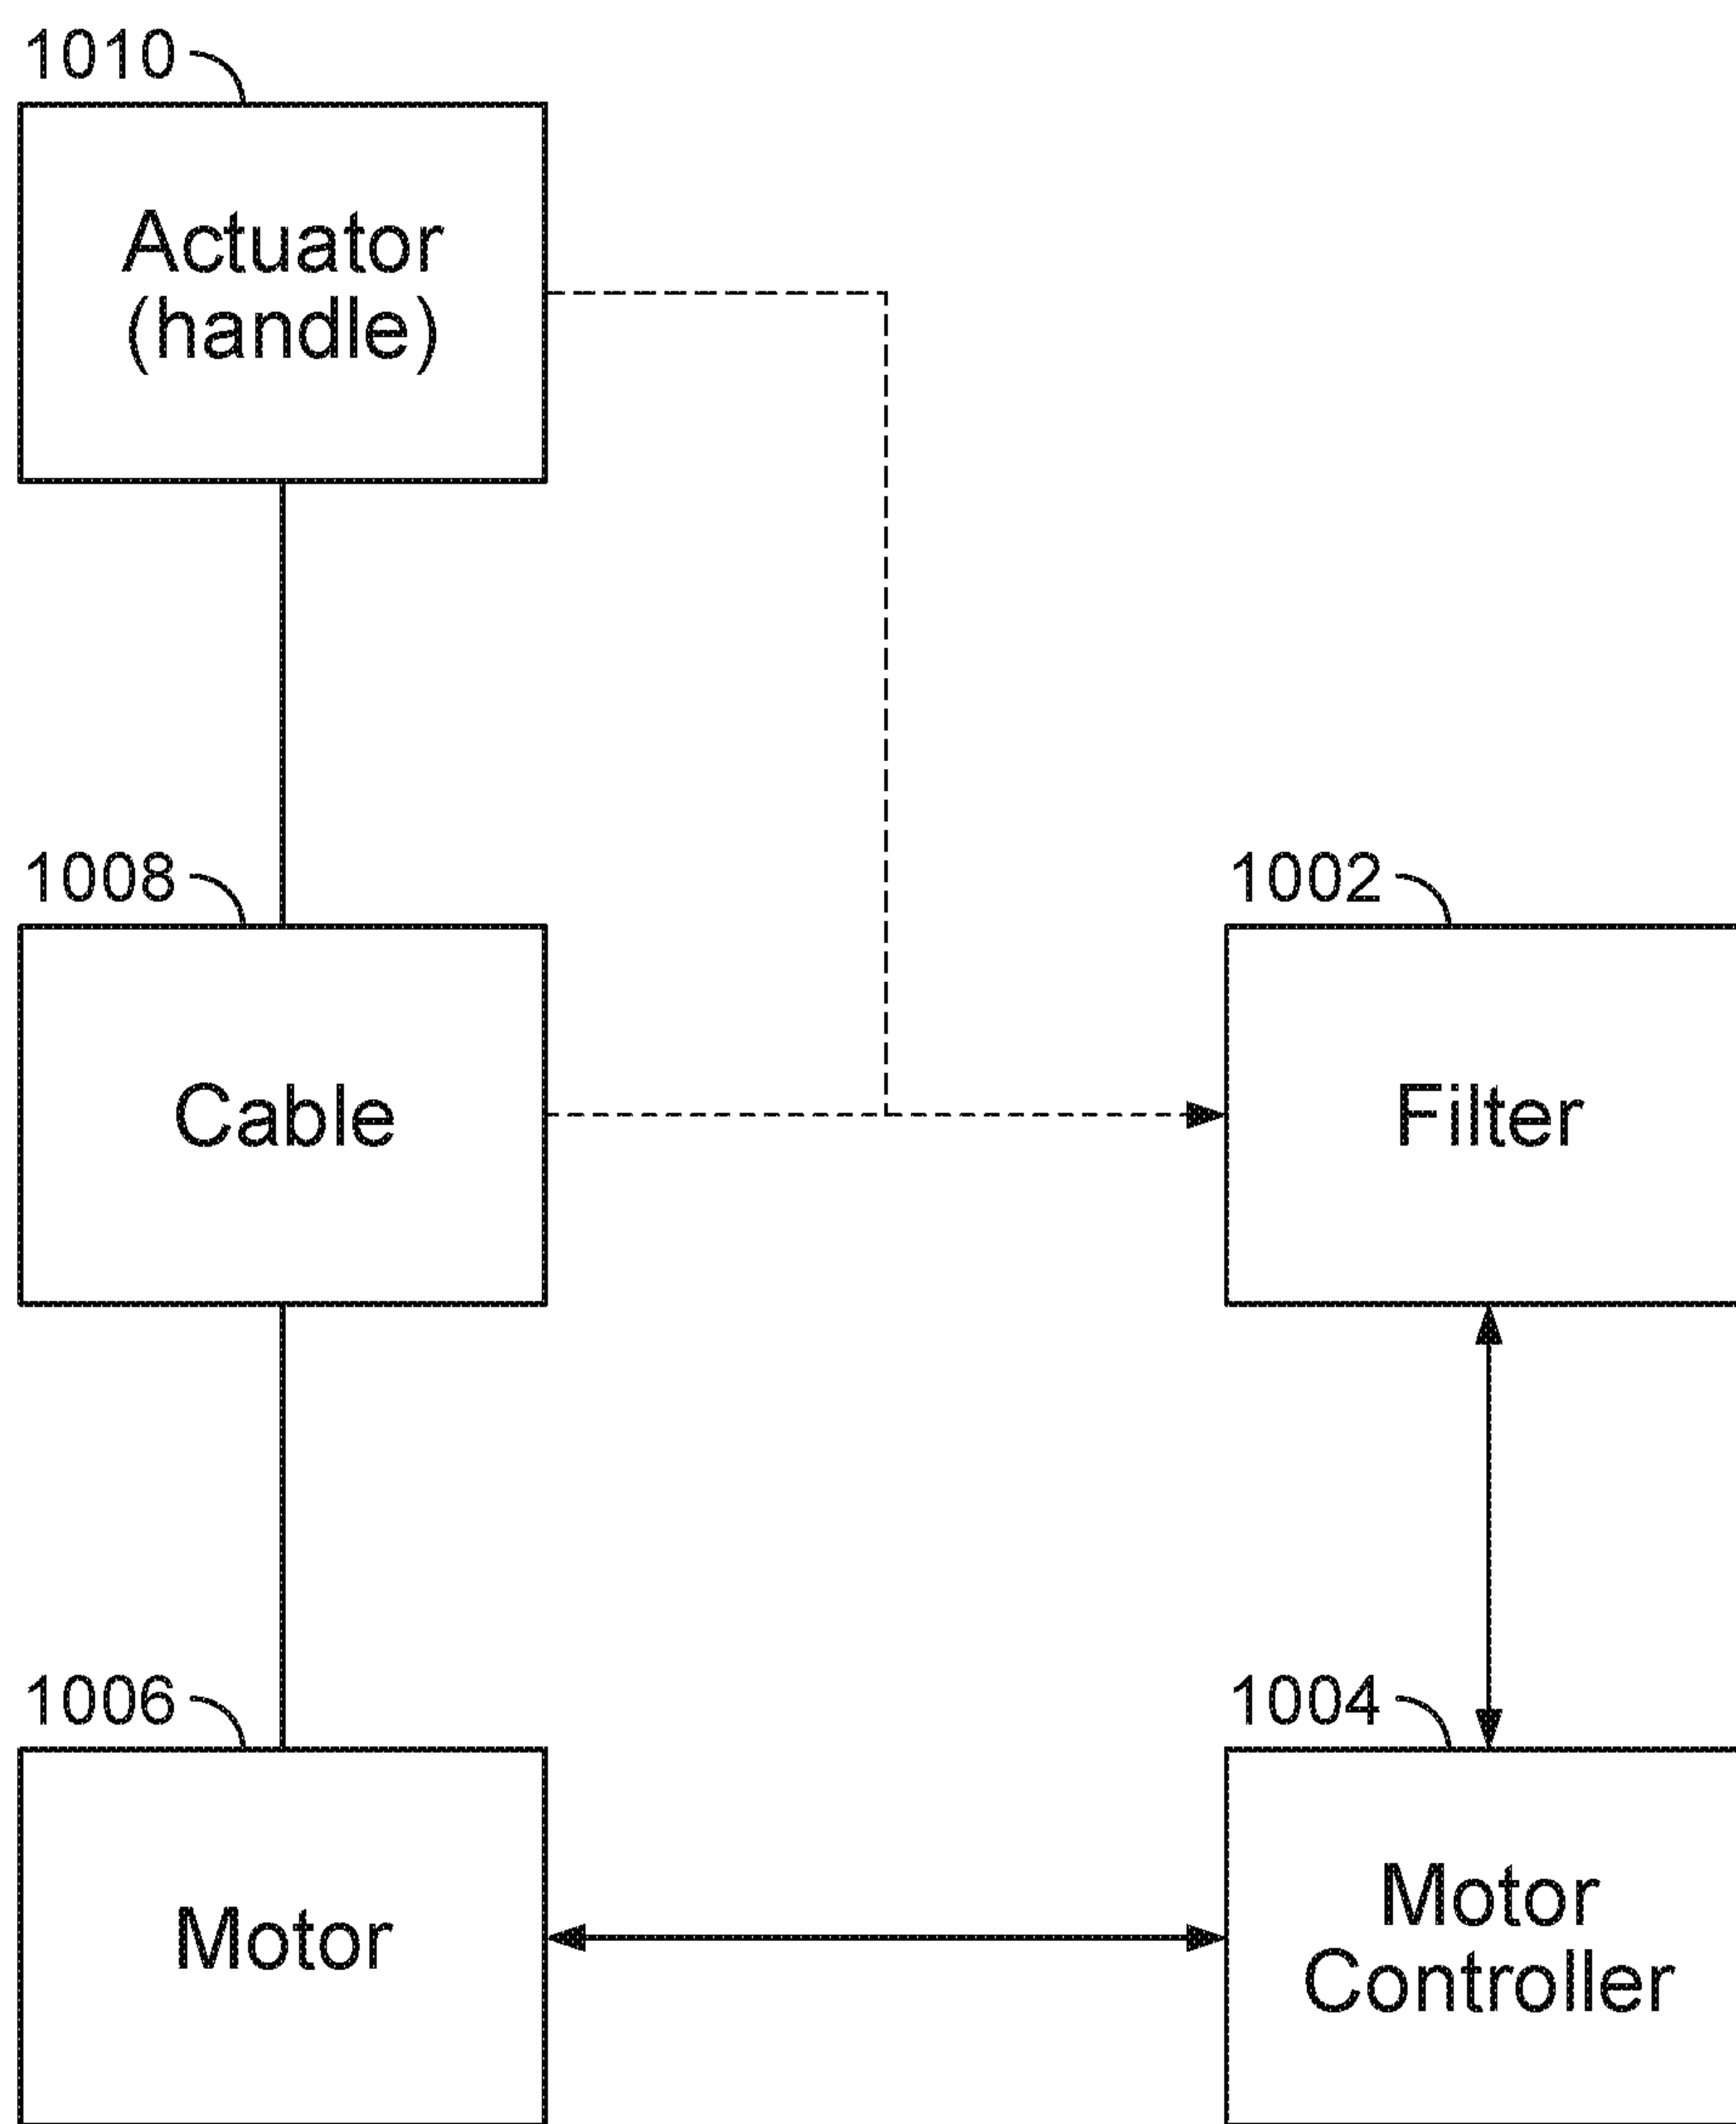 1010
Actuator
(handle)
1008
Cable
1002
Filter
1006
Motor
1004
Motor
Controller